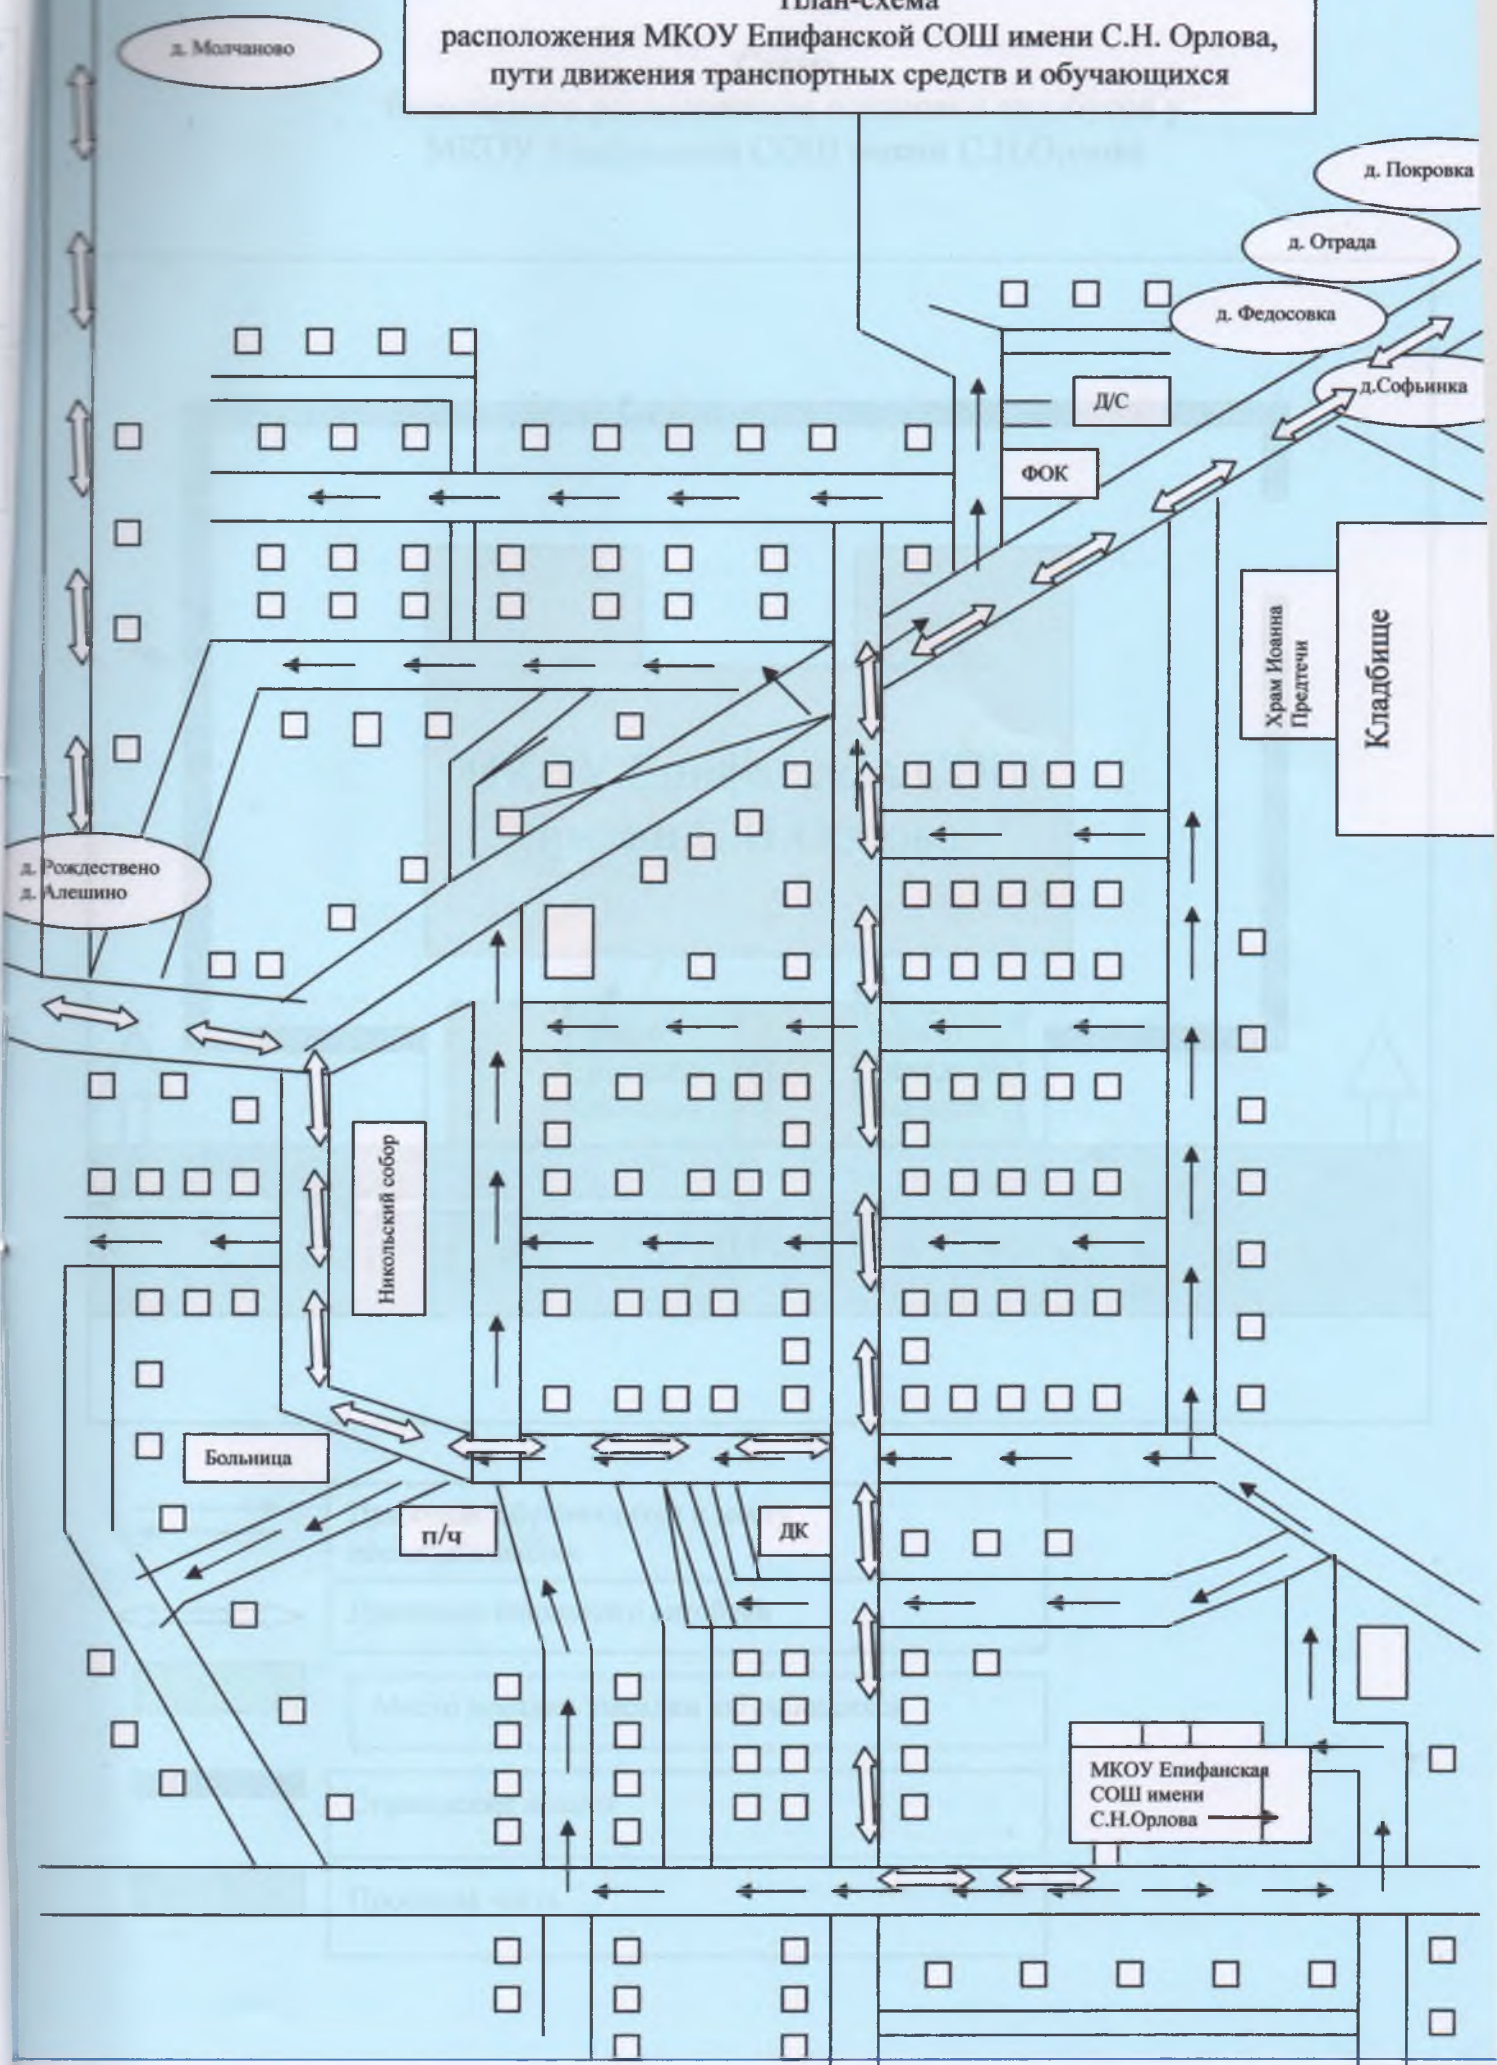 План-схема
расположения МКОУ Епифанской СОШ имени С.Н. Орлова,
пути движения транспортных средств и обучающихся
д. Молчаново
д. Покровка
д. Отрада
д. Федосовка
д.Софьинка
Д/С
ФОК
Храм Иоанна
Предтечи
Кладбище
д. Рождествено
д. Алешино
Никольский собор
Больница
п/ч
ДК
МКОУ Епифанская
СОШ имени
С.Н.Орлова